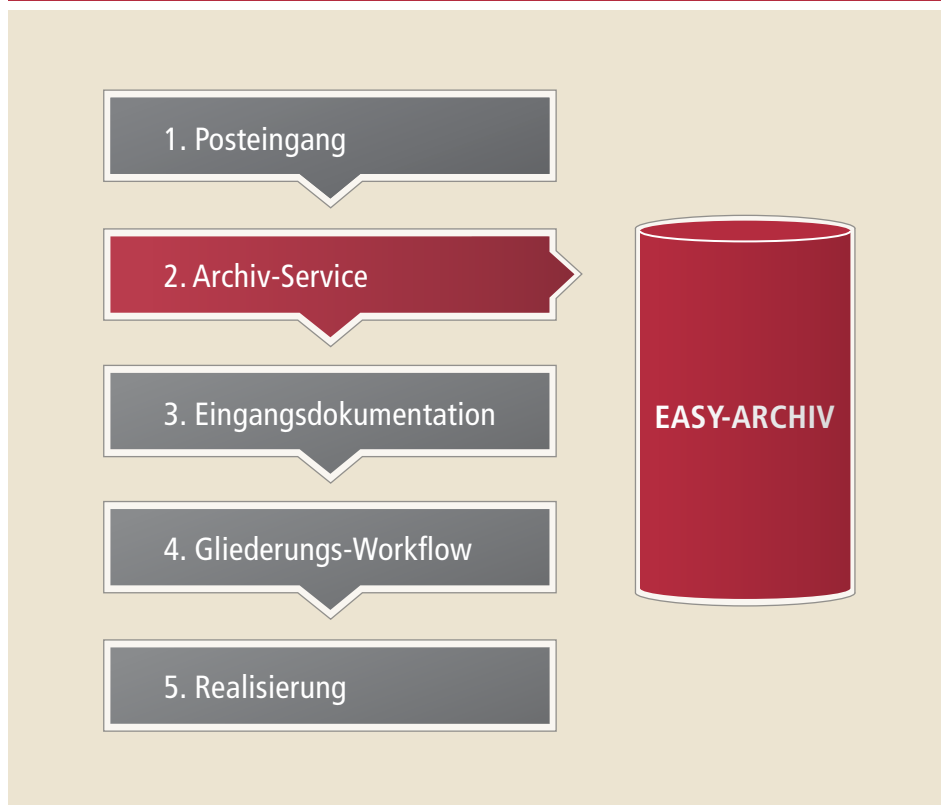 1. Posteingang
2. Archiv-Service
3. Eingangsdokumentation
4. Gliederungs-Workflow
5. Realisierung
EASY-ARCHIV